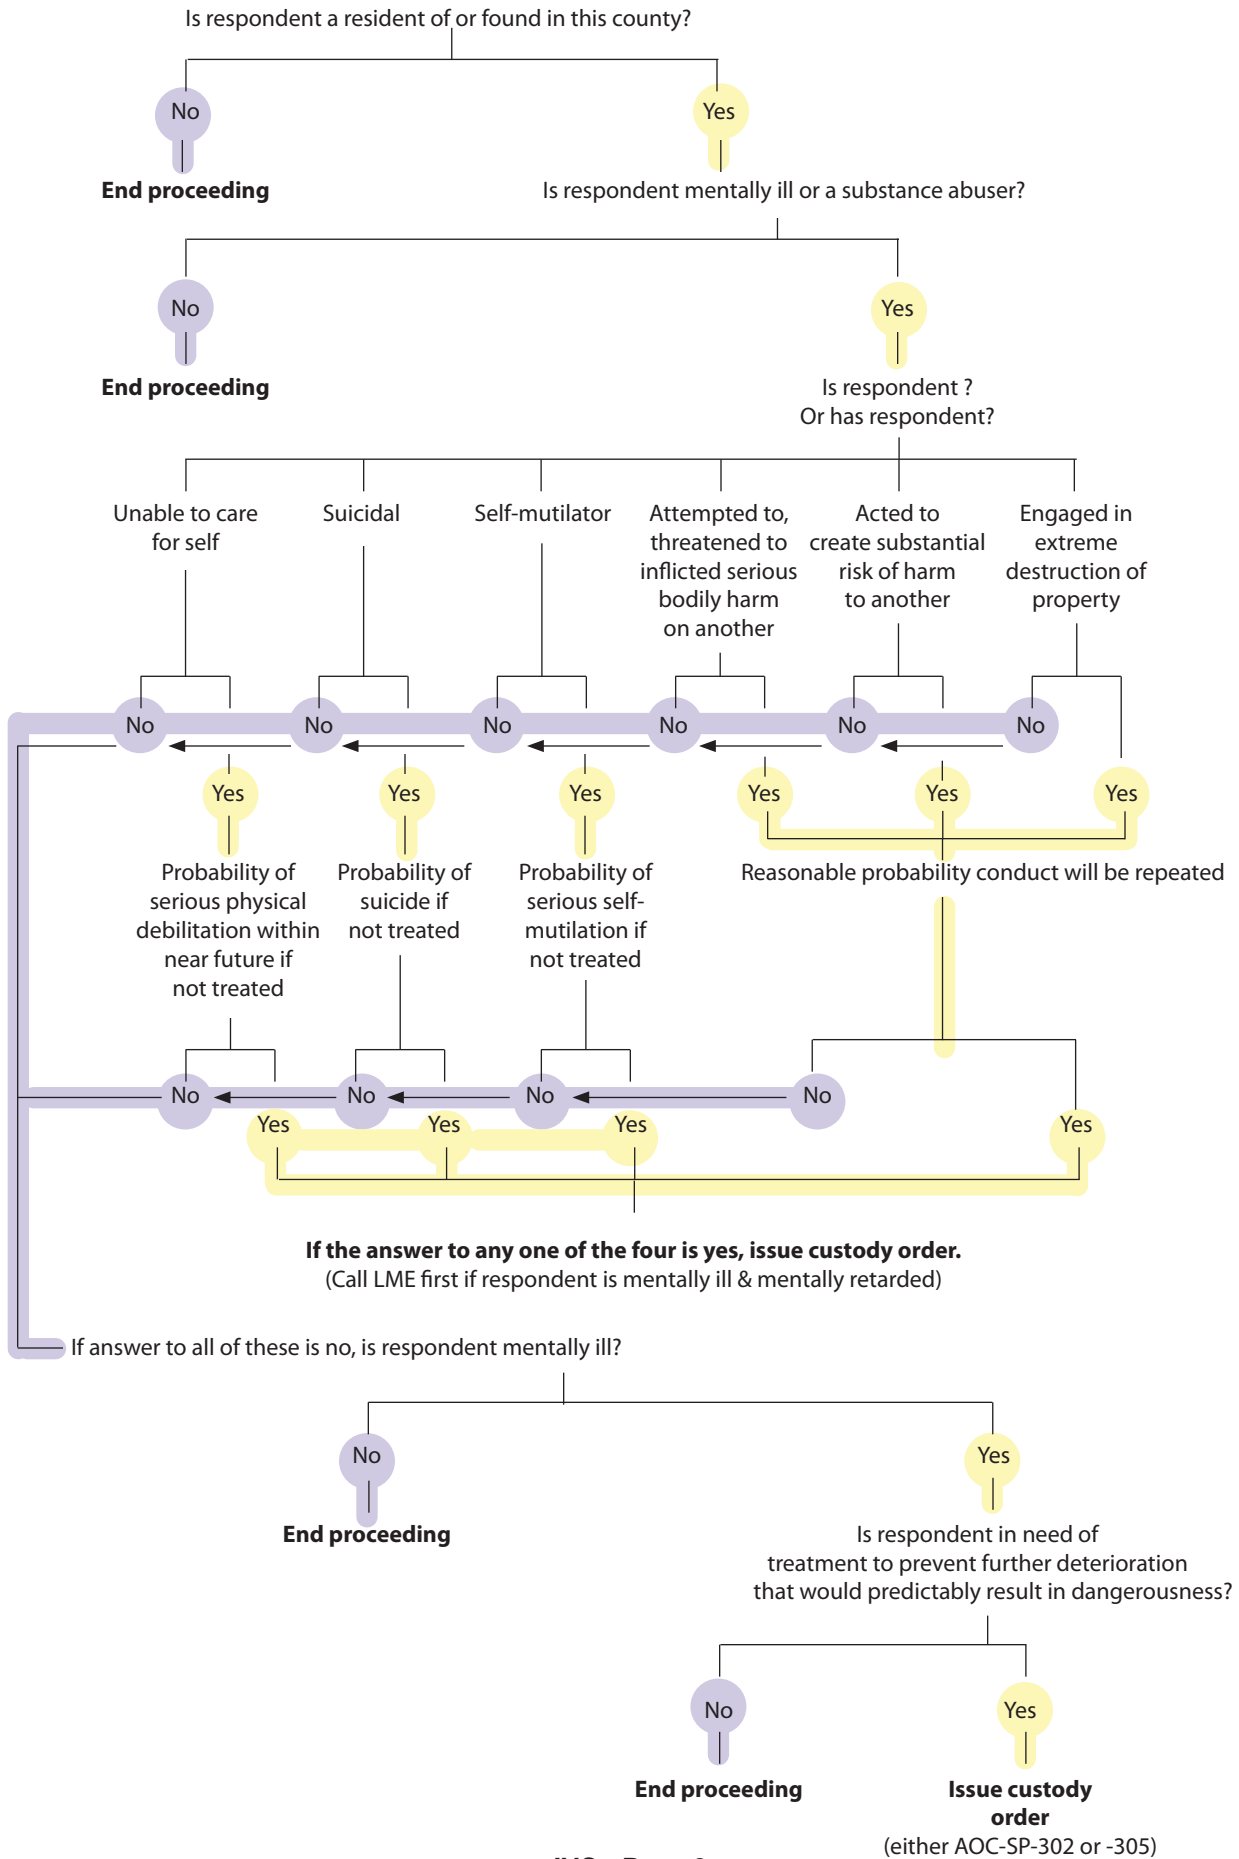 Is respondent a resident of or found in this county?
No
Yes
End proceeding
Is respondent mentally ill or a substance abuser?
No
Yes
End proceeding
Is respondent ?
Or has respondent?
Unable to care
for self
Suicidal
Self-mutilator
Attempted to,
threatened to
inflicted serious
bodily harm
on another
Acted to
create substantial
risk of harm
to another
Engaged in
extreme
destruction of
property
No
No
No
No
No
No
Yes
Yes
Yes
Yes
Yes
Yes
Probability of
serious physical
debilitation within
near future if
not treated
Probability of
suicide if
not treated
Probability of
serious self-
mutilation if
not treated
Reasonable probability conduct will be repeated
No
No
No
No
Yes
Yes
Yes
Yes
If the answer to any one of the four is yes, issue custody order.
(Call LME first if respondent is mentally ill & mentally retarded)
If answer to all of these is no, is respondent mentally ill?
No
Yes
End proceeding
Is respondent in need of
treatment to prevent further deterioration
that would predictably result in dangerousness?
No
Yes
End proceeding
Issue custody
order
(either AOC-SP-302 or -305)